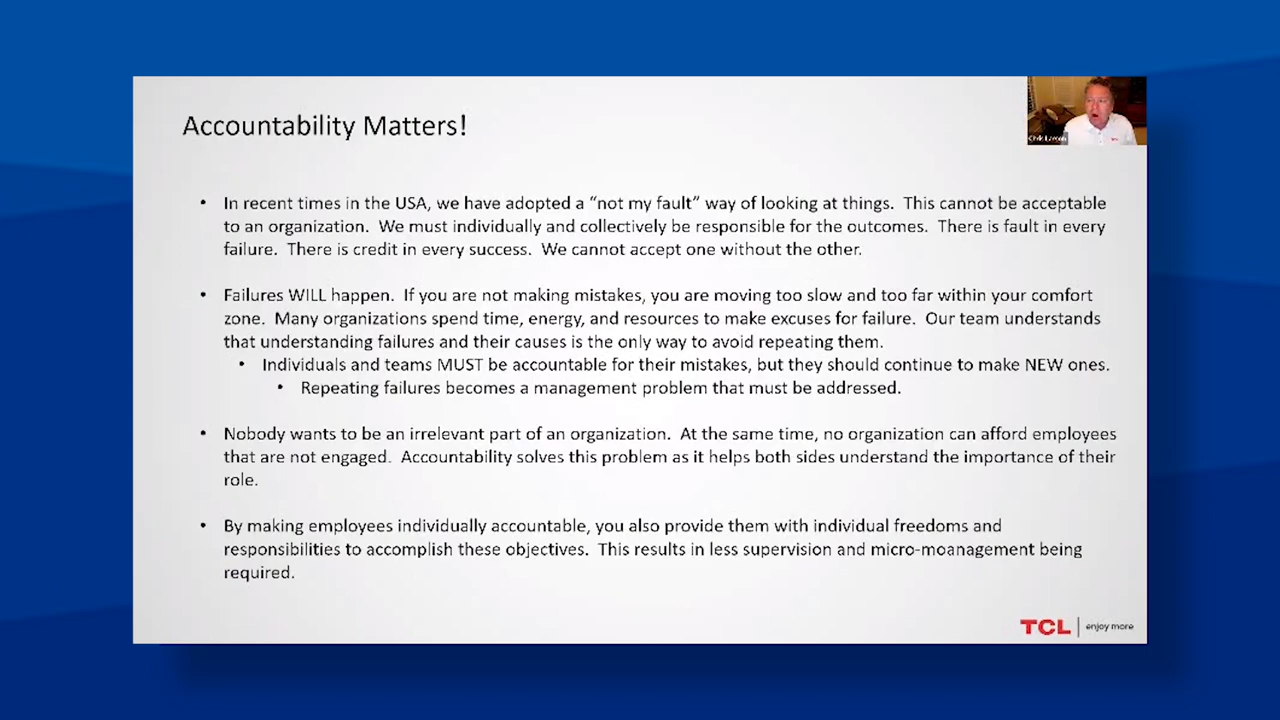 Accountability Matters!
Chris Larson
• In recent times in the USA, we have adopted a “not my fault” way of looking at things. This cannot be acceptable
to an organization. We must individually and collectively be responsible for the outcomes. There is fault in every
failure. There is credit in every success. We cannot accept one without the other.
• Failures WILL happen. If you are not making mistakes, you are moving too slow and too far within your comfort
zone. Many organizations spend time, energy, and resources to make excuses for failure. Our team understands
that understanding failures and their causes is the only way to avoid repeating them.
• Individuals and teams MUST be accountable for their mistakes, but they should continue to make NEW ones.
• Repeating failures becomes a management problem that must be addressed.
• Nobody wants to be an irrelevant part of an organization. At the same time, no organization can afford employees
that are not engaged. Accountability solves this problem as it helps both sides understand the importance of their
role.
• By making employees individually accountable, you also provide them with individual freedoms and
responsibilities to accomplish these objectives. This results in less supervision and micro-moanagement being
required.
TCL | enjoy more